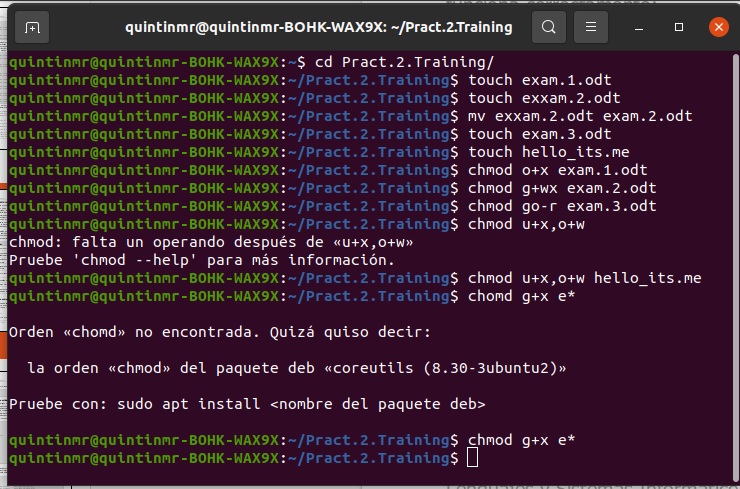 quintinmr@quintinmr-BOHK-WAX9X: ~/Pract.2.Training
quintinmr@quintinmr-BOHK-WAX9X:~$ cd Pract.2.Training/
quintinmr@quintinmr-BOHK-WAX9X:~/Pract.2.Training$ touch exam.1.odt
quintinmr@quintinmr-BOHK-WAX9X:~/Pract.2.Training$ touch exxam.2.odt
quintinmr@quintinmr-BOHK-WAX9X:~/Pract.2.Training$ mv exxam.2.odt exam.2.odt
quintinmr@quintinmr-BOHK-WAX9X:~/Pract.2.Training$ touch exam.3.odt
quintinmr@quintinmr-BOHK-WAX9X:~/Pract.2.Training$ touch hello_its.me
quintinmr@quintinmr-BOHK-WAX9X:~/Pract.2.Training$ chmod o+x exam.1.odt
quintinmr@quintinmr-BOHK-WAX9X:~/Pract.2.Training$ chmod g+wx exam.2.odt
quintinmr@quintinmr-BOHK-WAX9X:~/Pract.2.Training$ chmod go-r exam.3.odt
quintinmr@quintinmr-BOHK-WAX9X:~/Pract.2.Training$ chmod u+x,o+w
chmod: falta un operando después de «u+x,o+w»
Pruebe 'chmod --help' para más información.
quintinmr@quintinmr-BOHK-WAX9X:~/Pract.2.Training$ chmod u+x,o+w hello_its.me
quintinmr@quintinmr-BOHK-WAX9X:~/Pract.2.Training$ chomd g+x e*
Orden «chomd» no encontrada. Quizá quiso decir:
la orden «chmod» del paquete deb «coreutils (8.30-3ubuntu2)»
Pruebe con: sudo apt install <nombre del paquete deb>
quintinmr@quintinmr-BOHK-WAX9X:~/Pract.2.Training$ chmod g+x e*
quintinmr@quintinmr-BOHK-WAX9X:~/Pract.2.Training$